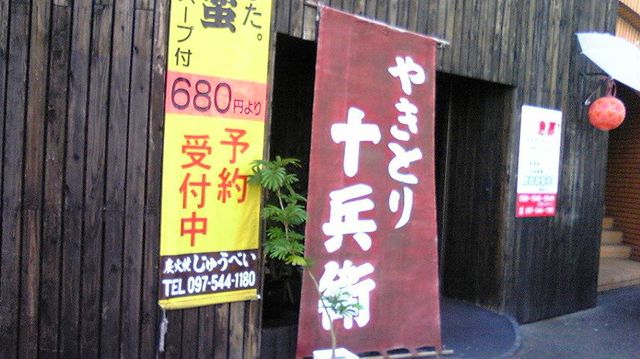 た。
蛋
ープ付
680円より
予約
受付中
炭火焼じゅうべい
TEL 097-544-1180
やきとり
十兵衛